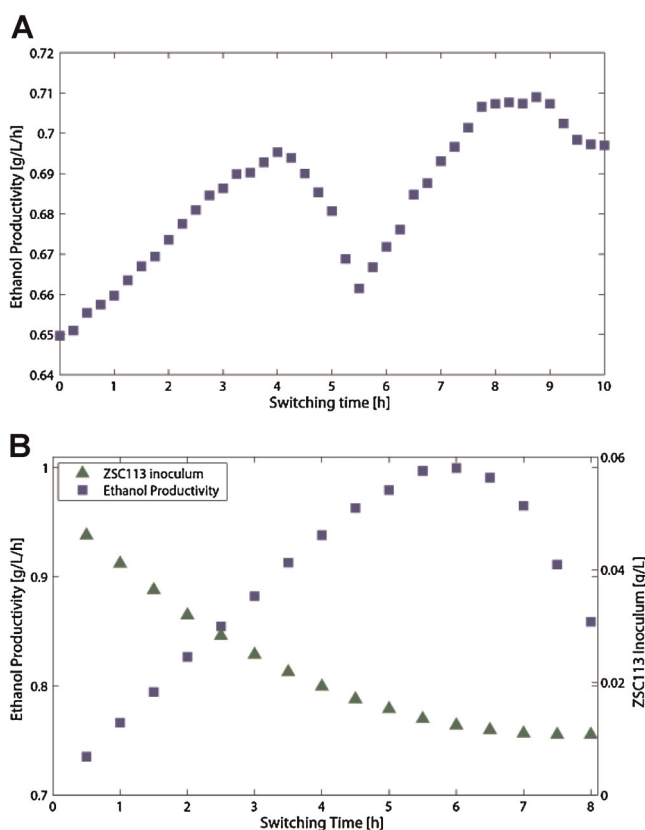 A
0.72
0.71
0.7
0.69
0.68
0.67
0.66
0.65
0.64
Ethanol Productivity [g/L/h]
0 1 2 3 4 5 6 7 8 9 10
Switching time [h]
B
ZSC113 inoculum
Ethanol Productivity
1
0.9
0.8
0.7
Ethanol Productivity [g/L/h]
0.06
0.04
0.02
0
ZSC113 Inoculum [g/L]
0 1 2 3 4 5 6 7 8
Switching Time [h]